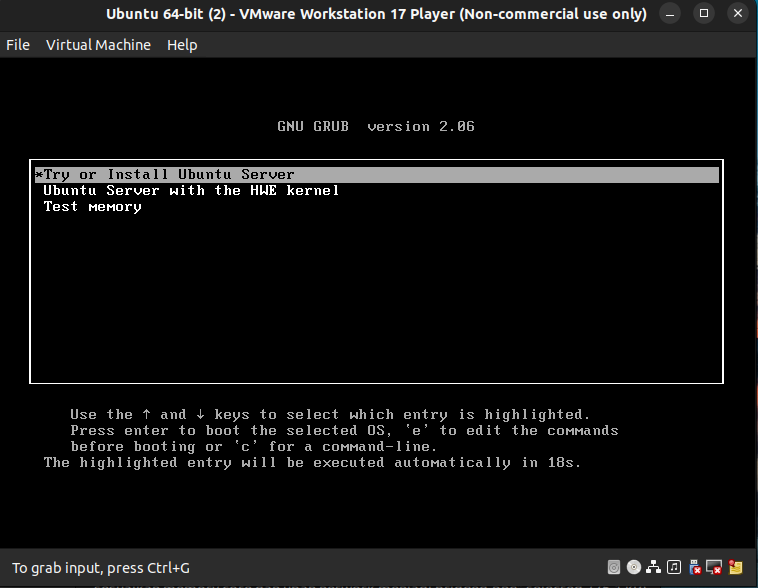 Ubuntu 64-bit (2) - VMware Workstation 17 Player (Non-commercial use only)
File Virtual Machine Help
GNU GRUB version 2.06
*Try or Install Ubuntu Server
Ubuntu Server with the HWE kernel
Test memory
Use the ↑ and ↓ keys to select which entry is highlighted.
Press enter to boot the selected OS, `e' to edit the commands
before booting or `c' for a command-line.
The highlighted entry will be executed automatically in 18s.
To grab input, press Ctrl+G